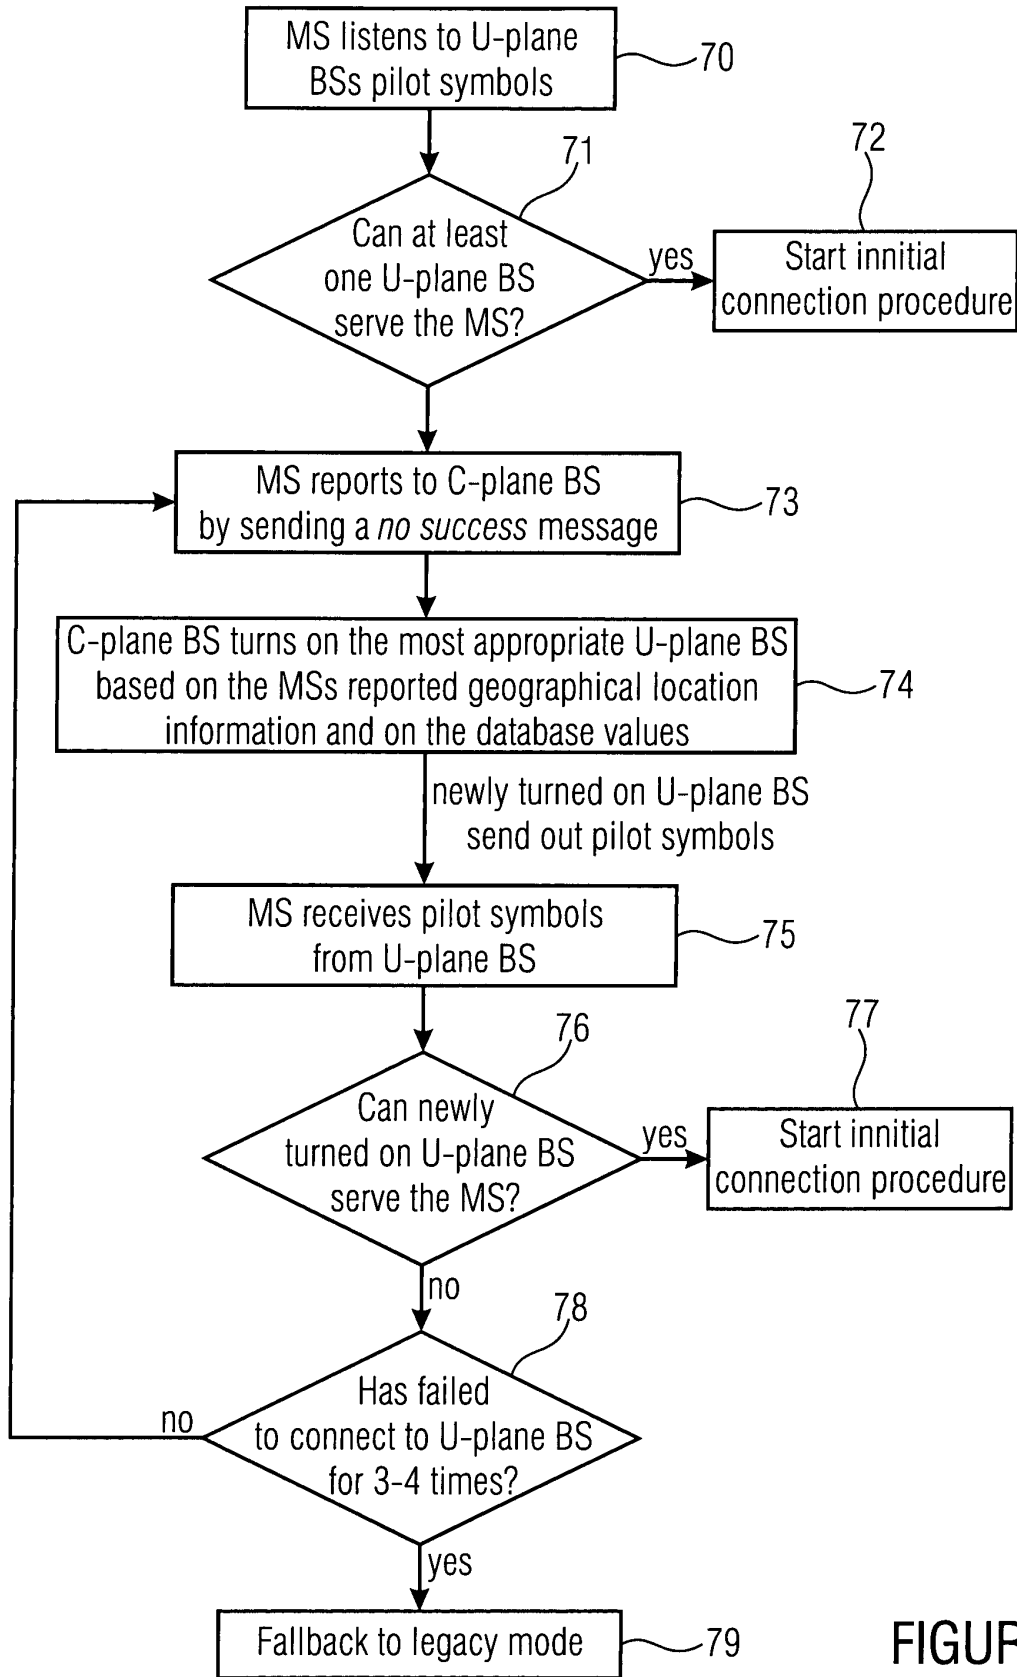 MS listens to U-plane
BSs pilot symbols
70
71
72
Can at least
one U-plane BS
serve the MS?
yes
Start innitial
connection procedure
MS reports to C-plane BS
by sending a no success message
73
C-plane BS turns on the most appropriate U-plane BS
based on the MSs reported geographical location
information and on the database values
74
newly turned on U-plane BS
send out pilot symbols
MS receives pilot symbols
from U-plane BS
75
76
77
Can newly
turned on U-plane BS
serve the MS?
yes
Start innitial
connection procedure
no
78
Has failed
to connect to U-plane BS
for 3-4 times?
no
yes
Fallback to legacy mode
79